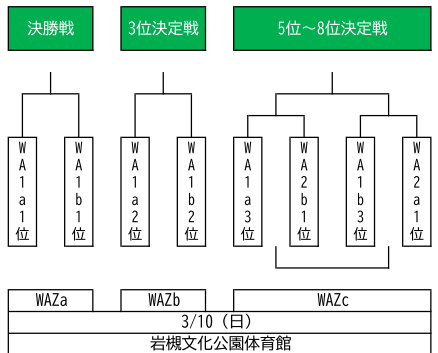 決勝戦 3位決定戦 5位～8位決定戦
WA1a1位 WA1b1位 WA1a2位 WA1b2位 WA1a3位 WA2b1位 WA1b3位 WA2a1位
WAZa WAZb WAZc
3/10（日）
岩槻文化公園体育館